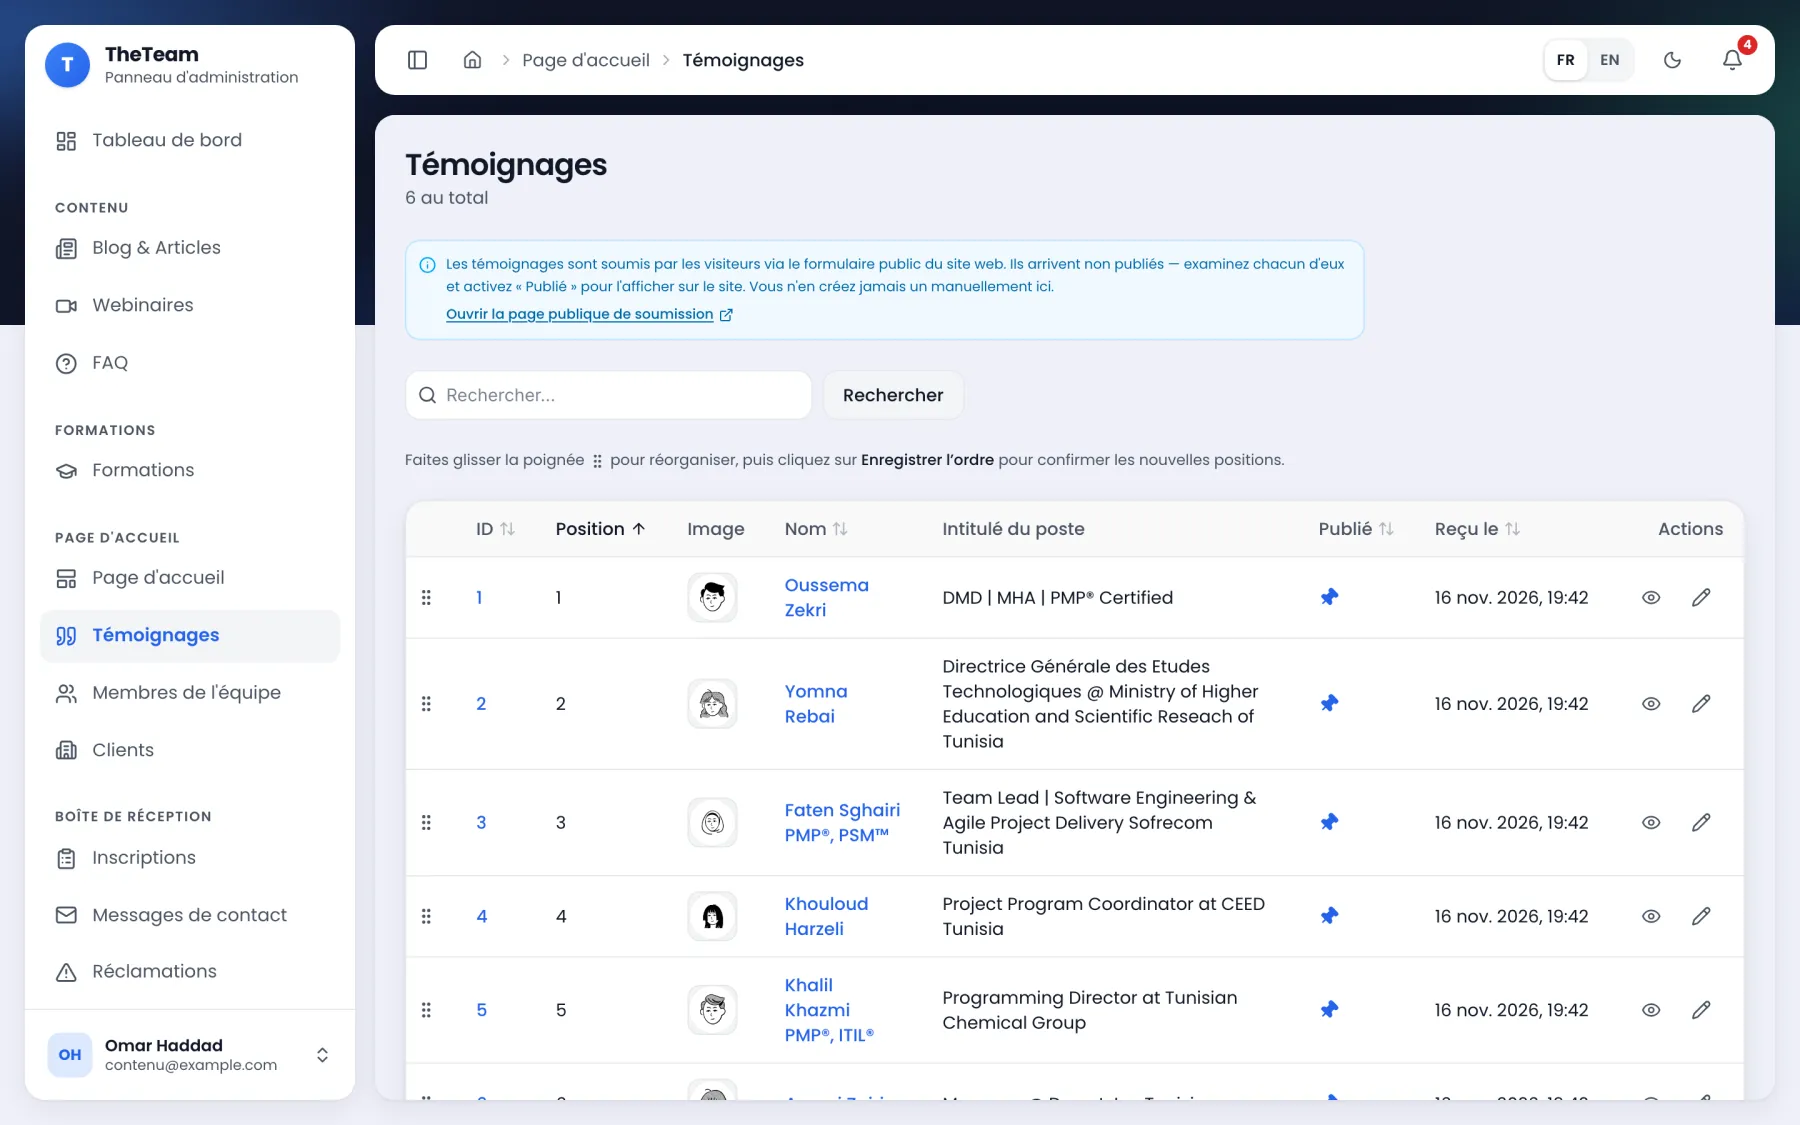 T
TheTeam
Panneau d'administration
Tableau de bord
CONTENU
Blog & Articles
Webinaires
FAQ
FORMATIONS
Formations
PAGE D'ACCUEIL
Page d'accueil
Témoignages
Membres de l'équipe
Clients
BOÎTE DE RÉCEPTION
Inscriptions
Messages de contact
Réclamations
OH
Omar Haddad
contenu@example.com
Page d'accueil
Témoignages
FR
EN
4
Témoignages
6 au total
Les témoignages sont soumis par les visiteurs via le formulaire public du site web. Ils arrivent non publiés — examinez chacun d'eux
et activez « Publié » pour l'afficher sur le site. Vous n'en créez jamais un manuellement ici.
Ouvrir la page publique de soumission
Rechercher...
Rechercher
Faites glisser la poignée pour réorganiser, puis cliquez sur Enregistrer l’ordre pour confirmer les nouvelles positions.
ID Position Image Nom Intitulé du poste Publié Reçu le Actions
1 1 Oussema
Zekri
DMD | MHA | PMP® Certified
16 nov. 2026, 19:42
2 2 Yomna
Rebai
Directrice Générale des Etudes
Technologiques @ Ministry of Higher
Education and Scientific Reseach of
Tunisia
16 nov. 2026, 19:42
3 3 Faten Sghairi
PMP®, PSM™
Team Lead | Software Engineering &
Agile Project Delivery Sofrecom
Tunisia
16 nov. 2026, 19:42
4 4 Khouloud
Harzeli
Project Program Coordinator at CEED
Tunisia
16 nov. 2026, 19:42
5 5 Khalil
Khazmi
PMP®, ITIL®
Programming Director at Tunisian
Chemical Group
16 nov. 2026, 19:42